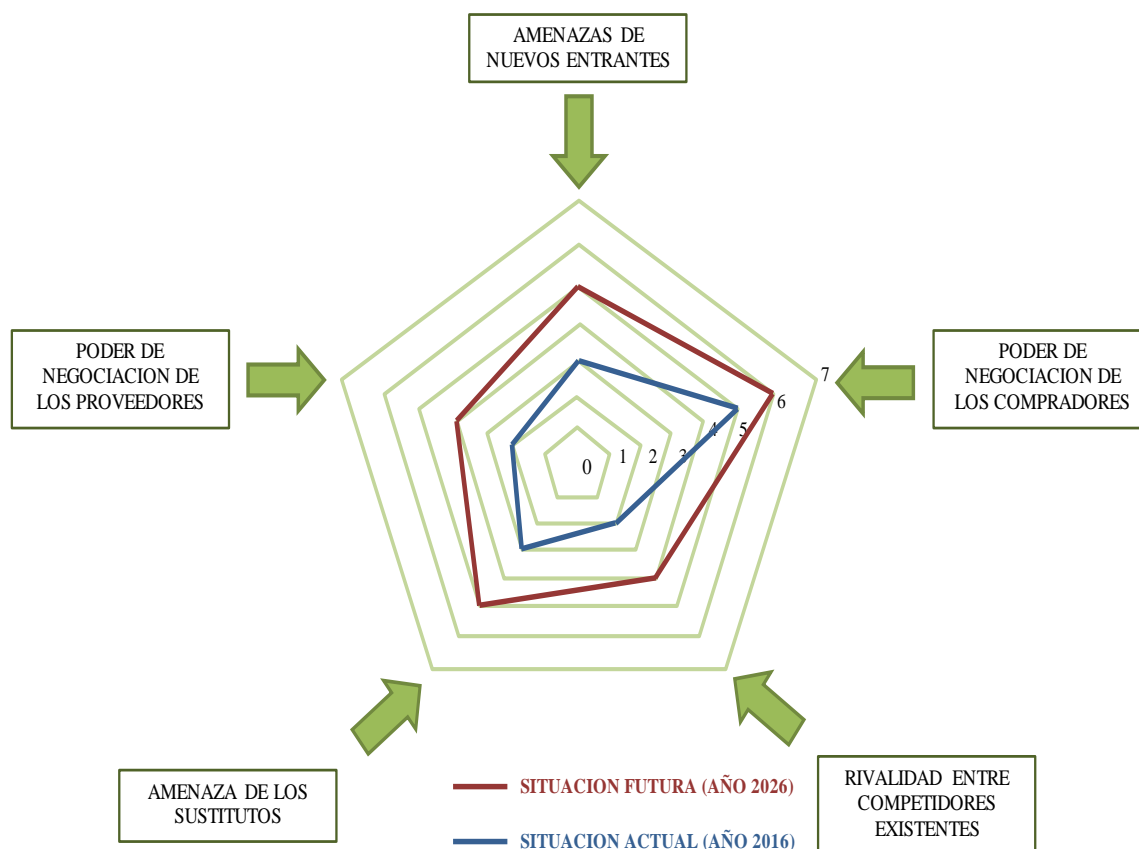 AMENAZAS DE
NUEVOS ENTRANTES
PODER DE
NEGOCIACION DE
LOS PROVEEDORES
PODER DE
NEGOCIACION DE
LOS COMPRADORES
0
1
2
3
4
5
6
7
AMENAZA DE LOS
SUSTITUTOS
RIVALIDAD ENTRE
COMPETIDORES
EXISTENTES
SITUACION FUTURA (AÑO 2026)
SITUACION ACTUAL (AÑO 2016)